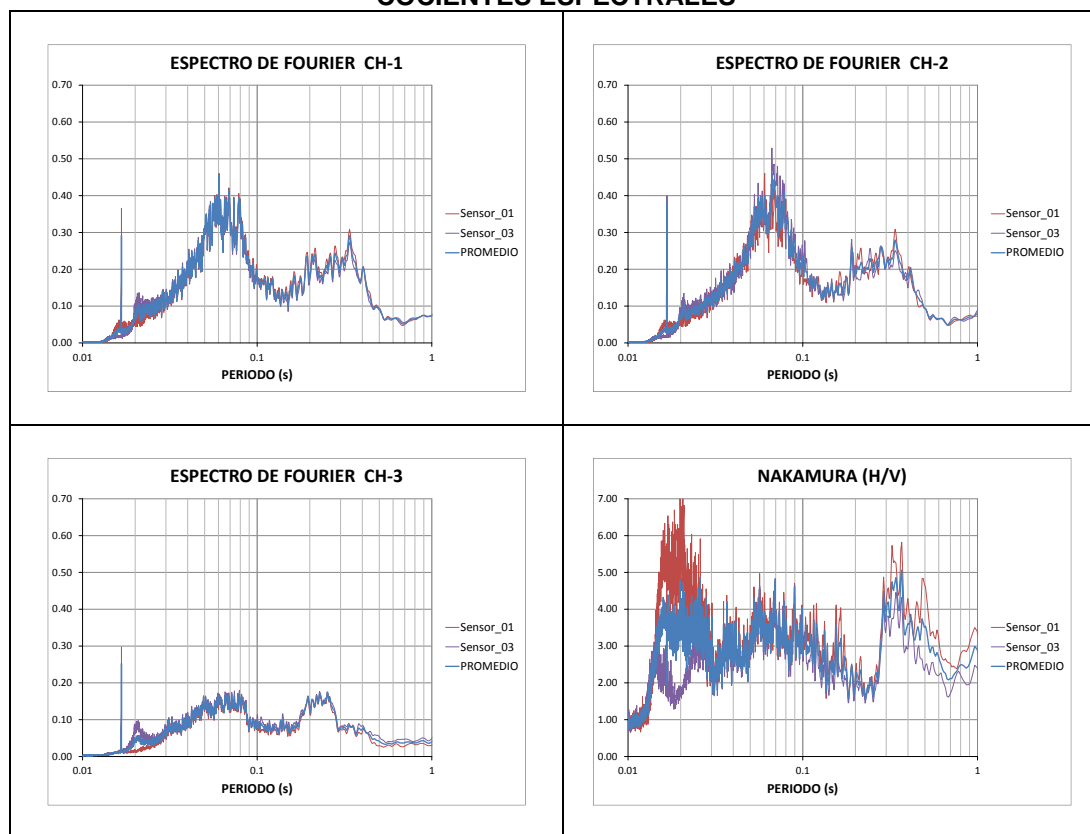 COCIENTES ESPECTRALES
ESPECTRO DE FOURIER CH-1
0.70
0.60
0.50
0.40
0.30
0.20
0.10
0.00
0.01
0.1
1
PERIODO (s)
Sensor_01
Sensor_03
PROMEDIO
ESPECTRO DE FOURIER CH-2
0.70
0.60
0.50
0.40
0.30
0.20
0.10
0.00
0.01
0.1
1
PERIODO (s)
Sensor_01
Sensor_03
PROMEDIO
ESPECTRO DE FOURIER CH-3
0.70
0.60
0.50
0.40
0.30
0.20
0.10
0.00
0.01
0.1
1
PERIODO (s)
Sensor_01
Sensor_03
PROMEDIO
NAKAMURA (H/V)
7.00
6.00
5.00
4.00
3.00
2.00
1.00
0.00
0.01
0.1
1
PERIODO (s)
Sensor_01
Sensor_03
PROMEDIO